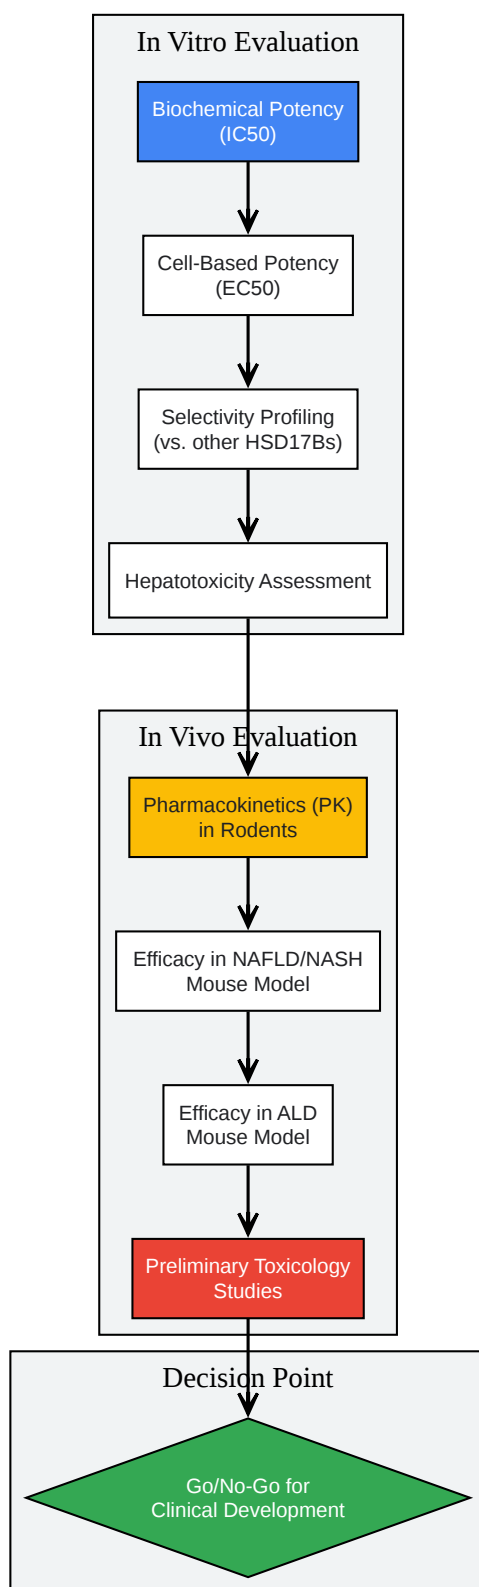 In Vitro Evaluation
Biochemical Potency
(IC50)
Cell-Based Potency
(EC50)
Selectivity Profiling
(vs. other HSD17Bs)
Hepatotoxicity Assessment
In Vivo Evaluation
Pharmacokinetics (PK)
in Rodents
Efficacy in NAFLD/NASH
Mouse Model
Efficacy in ALD
Mouse Model
Preliminary Toxicology
Studies
Decision Point
Go/No-Go for
Clinical Development